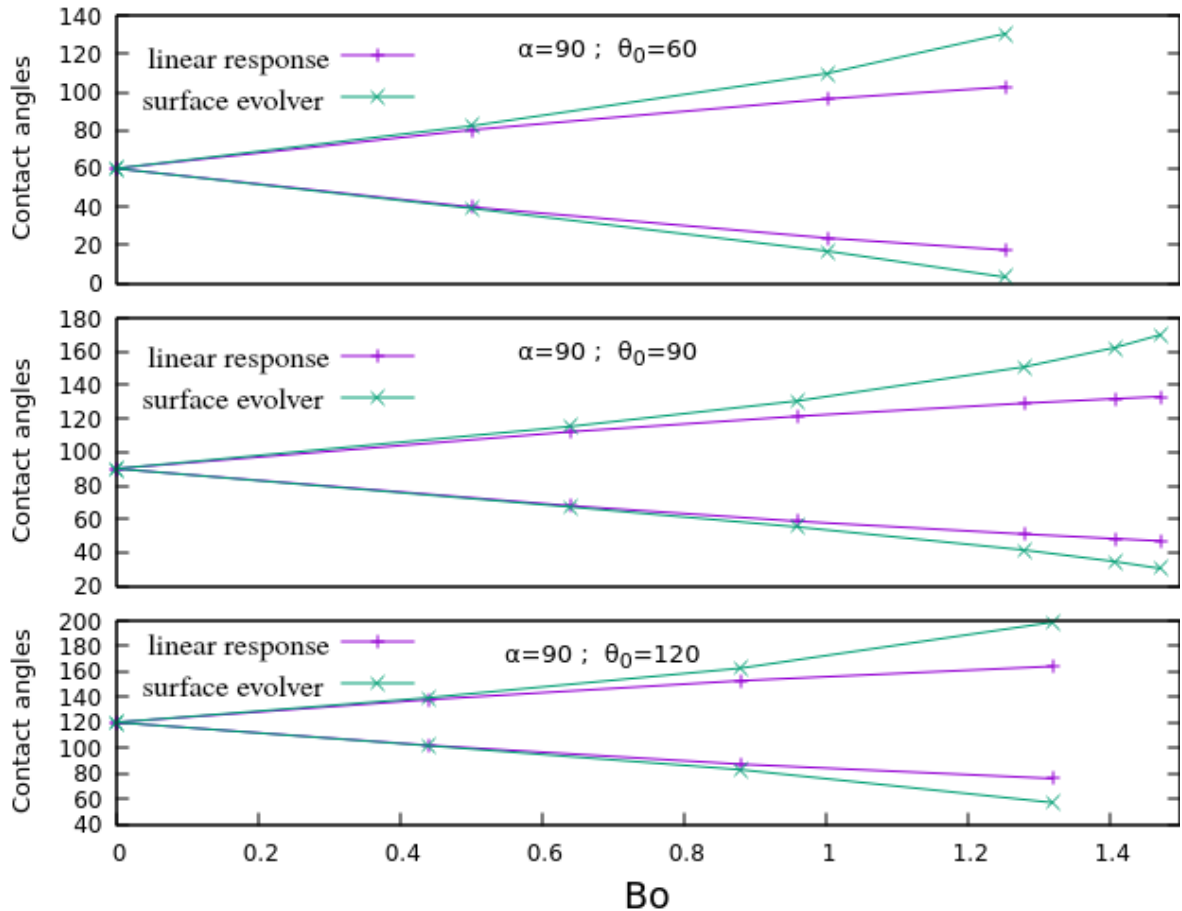 140
120
100
80
60
40
20
0
Contact angles
linear response
surface evolver
α=90 ; θ₀=60
180
160
140
120
100
80
60
40
20
Contact angles
linear response
surface evolver
α=90 ; θ₀=90
200
180
160
140
120
100
80
60
40
Contact angles
linear response
surface evolver
α=90 ; θ₀=120
0 0.2 0.4 0.6 0.8 1 1.2 1.4
Bo